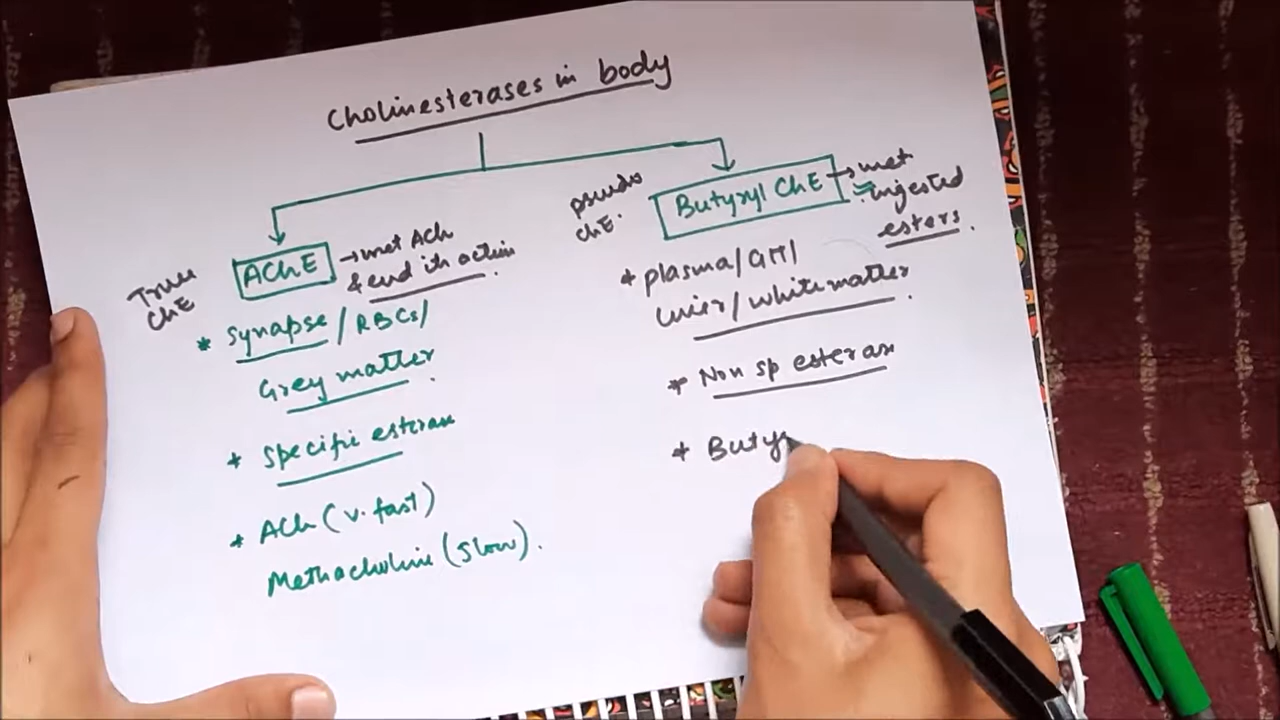 Cholinesterases in body
True
ChE
AChE
→ met ACh
& end its action
* Synapse / RBCs /
Grey matter.
* Specific esterase
* ACh (v. fast)
Methacholine (slow).
pseudo
ChE.
Butyryl ChE
→ met
ingested
esters.
* plasma / GIT /
liver / white matter.
* Non sp esterase
* Buty